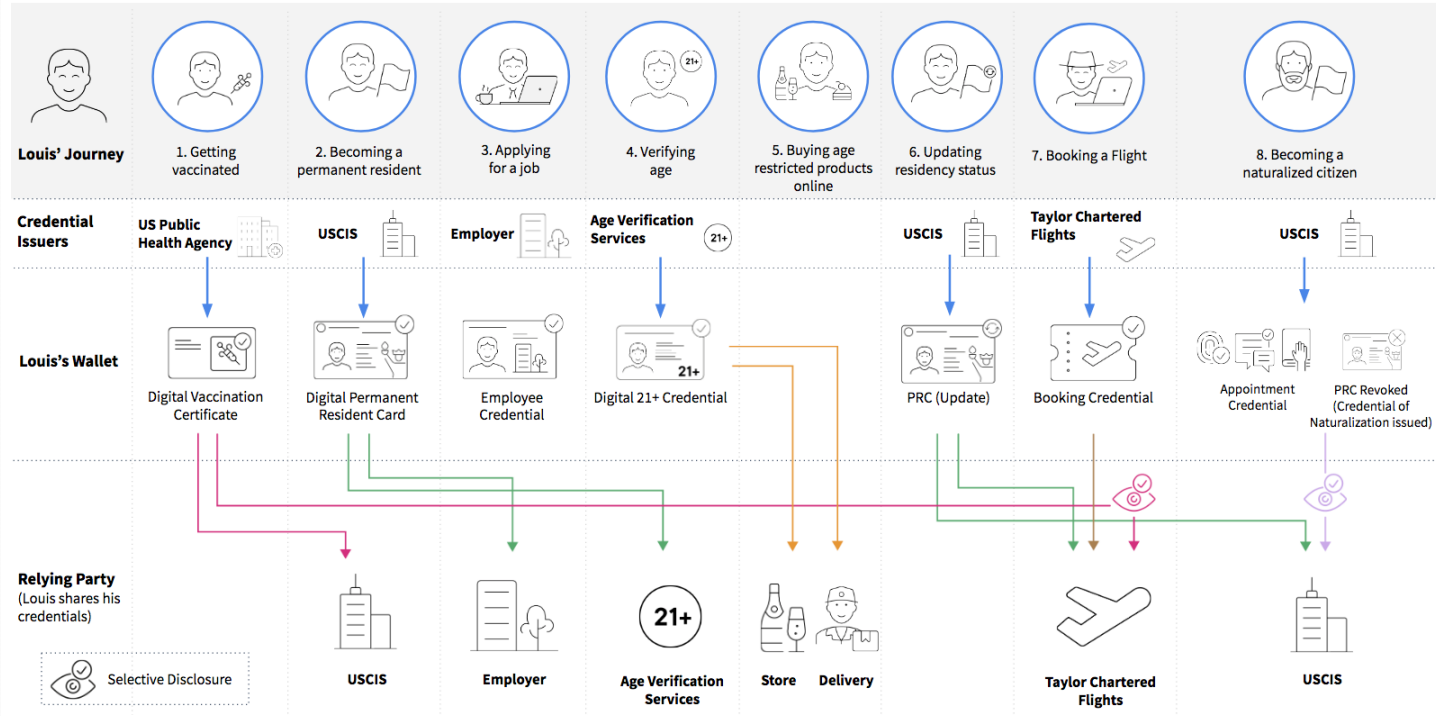 Louis' Journey
1. Getting
vaccinated
2. Becoming a
permanent resident
3. Applying
for a job
21+
4. Verifying
age
5. Buying age
restricted products
online
6. Updating
residency status
7. Booking a Flight
8. Becoming a
naturalized citizen
Credential
Issuers
US Public
Health Agency
USCIS
Employer
Age Verification
Services
21+
USCIS
Taylor Chartered
Flights
USCIS
Louis's Wallet
Digital Vaccination
Certificate
Digital Permanent
Resident Card
Employee
Credential
21+
Digital 21+ Credential
PRC (Update)
Booking Credential
Appointment
Credential
PRC Revoked
(Credential of
Naturalization issued)
Relying Party
(Louis shares his
credentials)
Selective Disclosure
USCIS
Employer
21+
Age Verification
Services
Store
Delivery
Taylor Chartered
Flights
USCIS